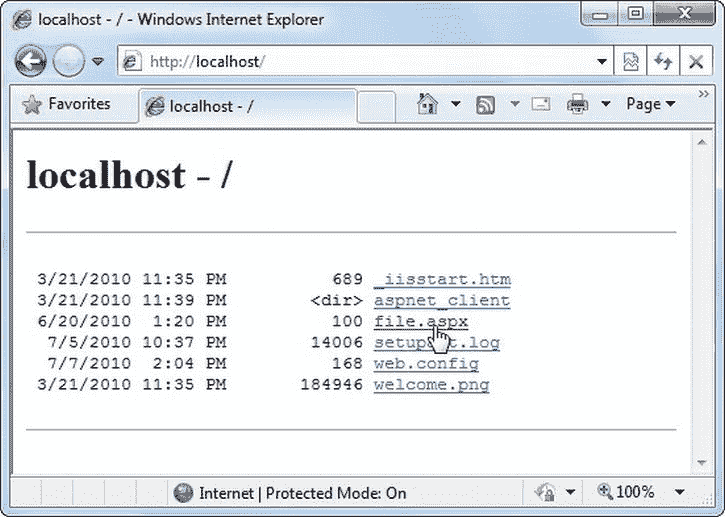 localhost - / - Windows Internet Explorer
http://localhost/
Favorites
localhost - /
Page
localhost - /
3/21/2010 11:35 PM 689 _iisstart.htm
3/21/2010 11:39 PM <dir> aspnet_client
6/20/2010 1:20 PM 100 file.aspx
7/5/2010 10:37 PM 14006
7/7/2010 2:04 PM 168 web.config
3/21/2010 11:35 PM 184946 welcome.png
Internet | Protected Mode: On
100%